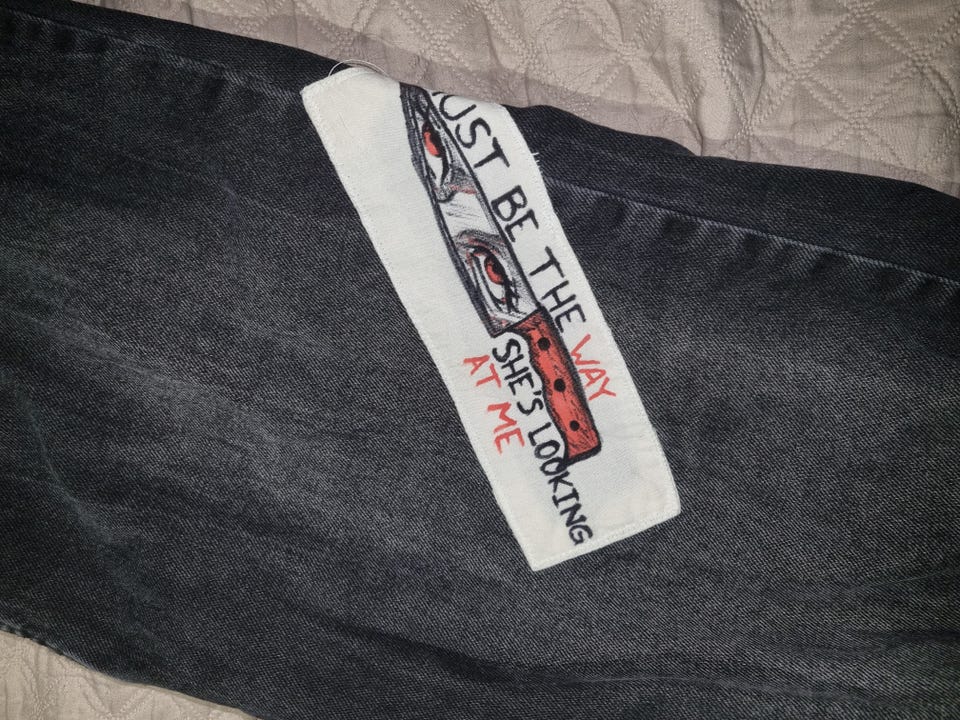 UST BE THE WAY
SHE'S LOOKING
AT ME